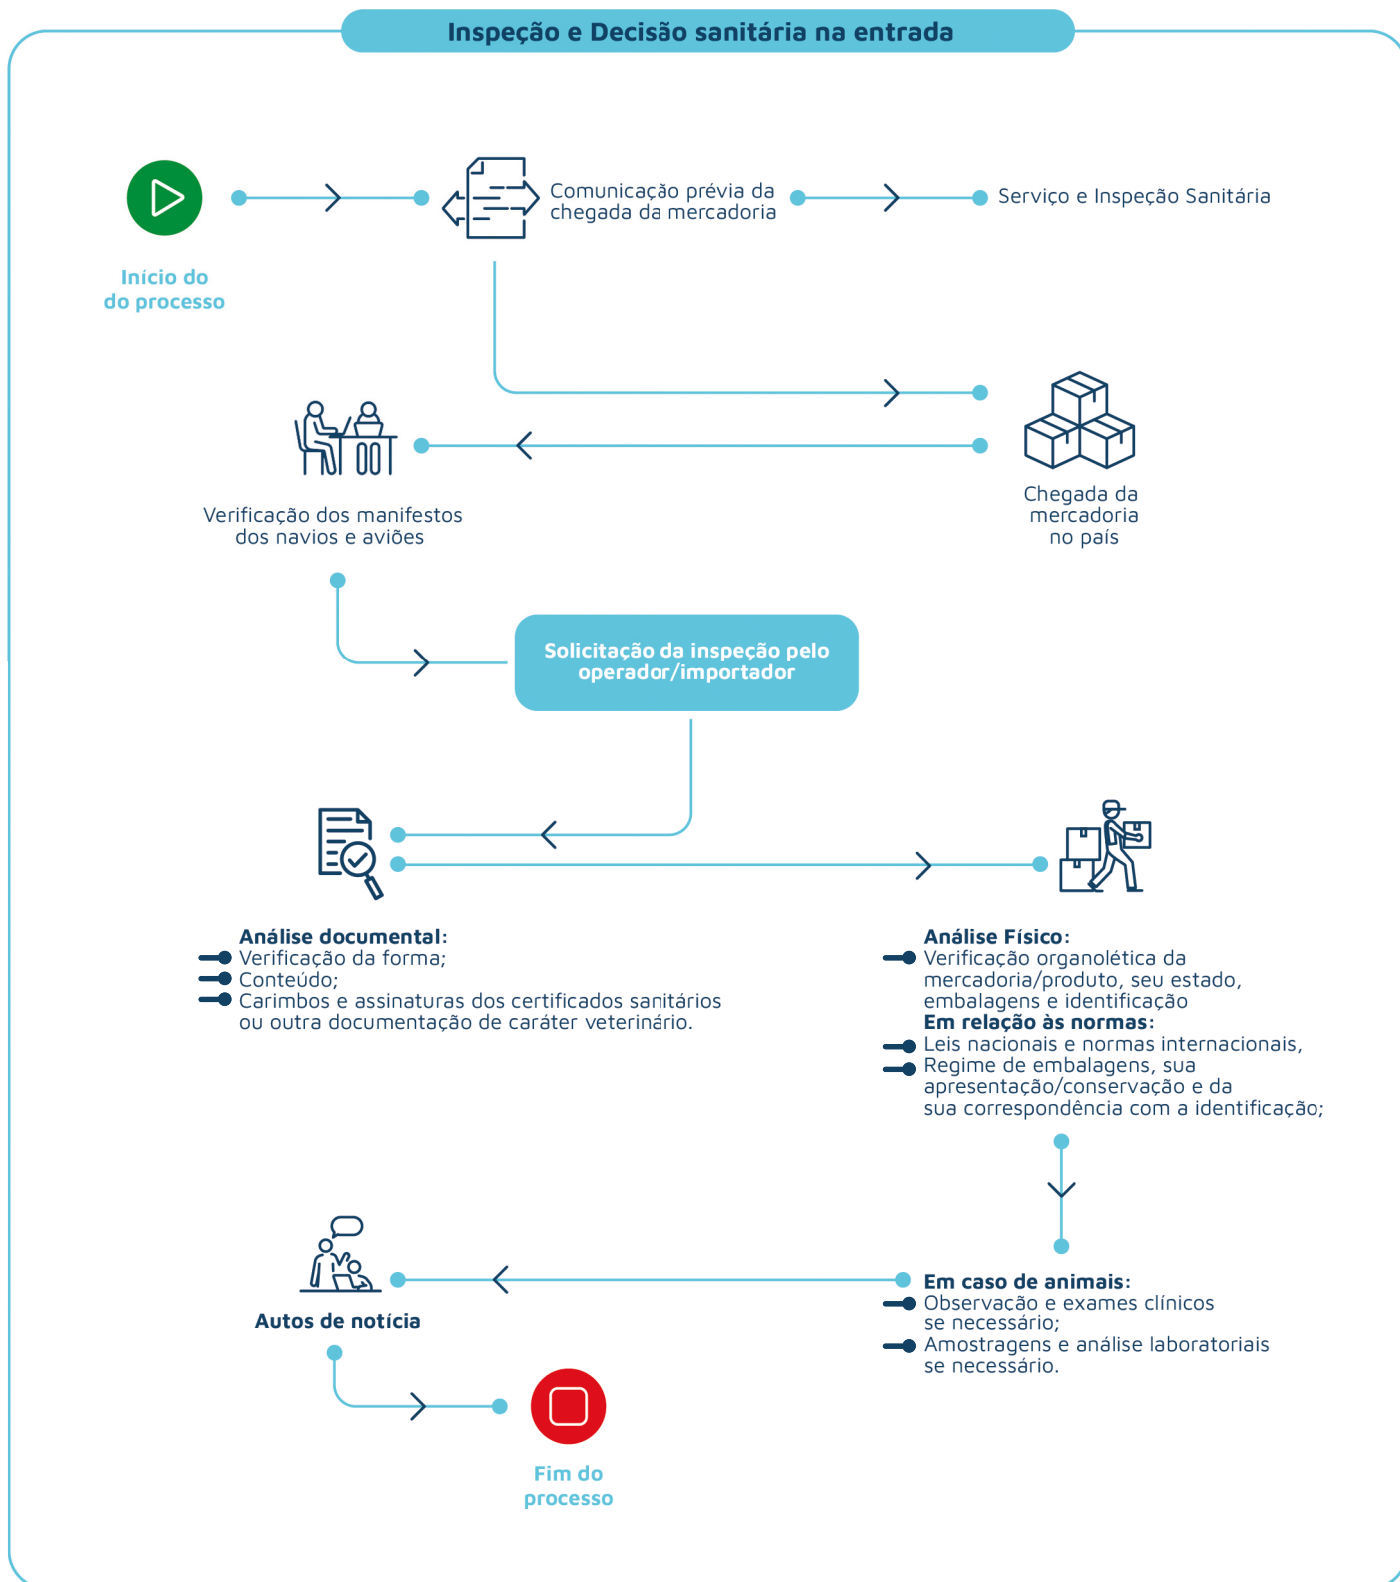 Inspeção e Decisão sanitária na entrada
Início do
do processo
Comunicação prévia da
chegada da mercadoria
Serviço e Inspeção Sanitária
Verificação dos manifestos
dos navios e aviões
Chegada da
mercadoria
no país
Solicitação da inspeção pelo
operador/importador
Análise documental:
Verificação da forma;
Conteúdo;
Carimbos e assinaturas dos certificados sanitários
ou outra documentação de caráter veterinário.
Análise Físico:
Verificação organolética da
mercadoria/produto, seu estado,
embalagens e identificação
Em relação às normas:
Leis nacionais e normas internacionais,
Regime de embalagens, sua
apresentação/conservação e da
sua correspondência com a identificação;
Em caso de animais:
Observação e exames clínicos
se necessário;
Amostragens e análise laboratoriais
se necessário.
Autos de notícia
Fim do
processo